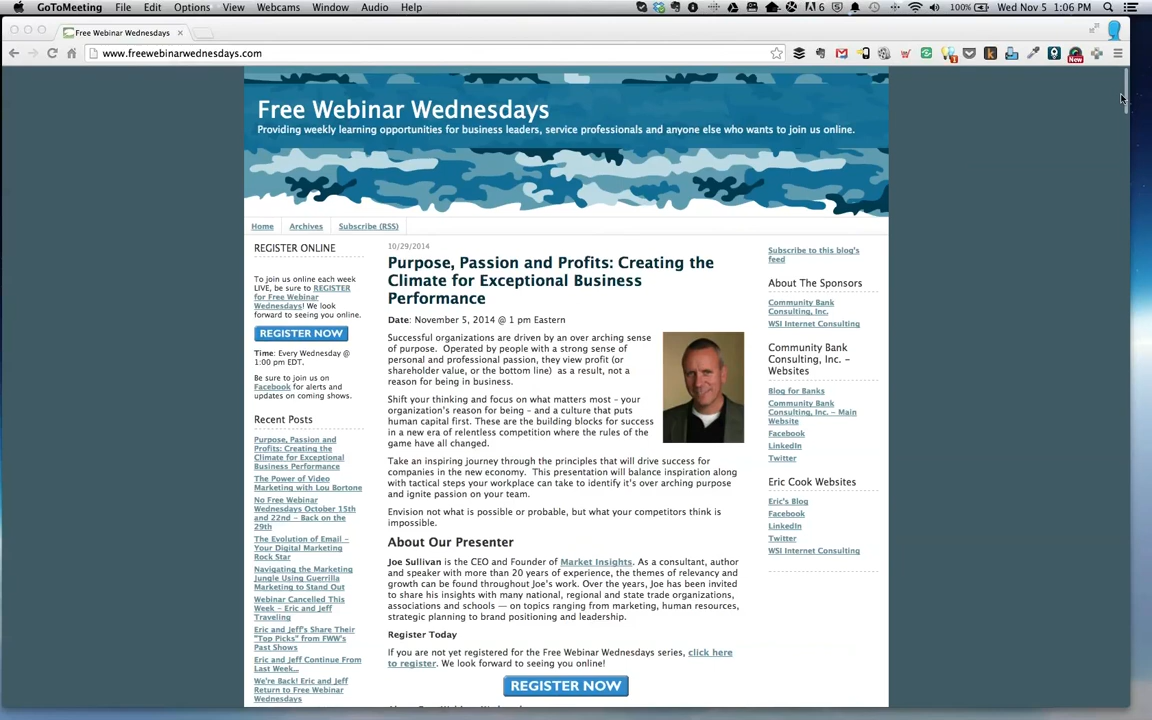 GoToMeeting File Edit Options View Webcams Window Audio Help 6 100% Wed Nov 5 1:06 PM
Free Webinar Wednesdays
www.freewebinarwednesdays.com
New
Free Webinar Wednesdays
Providing weekly learning opportunities for business leaders, service professionals and anyone else who wants to join us online.
Home Archives Subscribe (RSS)
REGISTER ONLINE
To join us online each week
LIVE, be sure to REGISTER
for Free Webinar
Wednesdays! We look
forward to seeing you online.
REGISTER NOW
Time: Every Wednesday @
1:00 pm EDT.
Be sure to join us on
Facebook for alerts and
updates on coming shows.
Recent Posts
Purpose, Passion and
Profits: Creating the
Climate for Exceptional
Business Performance
The Power of Video
Marketing with Lou Bortone
No Free Webinar
Wednesdays October 15th
and 22nd – Back on the
29th
The Evolution of Email –
Your Digital Marketing
Rock Star
Navigating the Marketing
Jungle Using Guerrilla
Marketing to Stand Out
Webinar Cancelled This
Week – Eric and Jeff
Traveling
Eric and Jeff's Share Their
"Top Picks" from FWW's
Past Shows
Eric and Jeff Continue From
Last Week...
We're Back! Eric and Jeff
Return to Free Webinar
Wednesdays
10/29/2014
Purpose, Passion and Profits: Creating the
Climate for Exceptional Business
Performance
Date: November 5, 2014 @ 1 pm Eastern
Successful organizations are driven by an over arching sense
of purpose. Operated by people with a strong sense of
personal and professional passion, they view profit (or
shareholder value, or the bottom line) as a result, not a
reason for being in business.
Shift your thinking and focus on what matters most – your
organization's reason for being – and a culture that puts
human capital first. These are the building blocks for success
in a new era of relentless competition where the rules of the
game have all changed.
Take an inspiring journey through the principles that will drive success for
companies in the new economy. This presentation will balance inspiration along
with tactical steps your workplace can take to identify it's over arching purpose
and ignite passion on your team.
Envision not what is possible or probable, but what your competitors think is
impossible.
About Our Presenter
Joe Sullivan is the CEO and Founder of Market Insights. As a consultant, author
and speaker with more than 20 years of experience, the themes of relevancy and
growth can be found throughout Joe's work. Over the years, Joe has been invited
to share his insights with many national, regional and state trade organizations,
associations and schools — on topics ranging from marketing, human resources,
strategic planning to brand positioning and leadership.
Register Today
If you are not yet registered for the Free Webinar Wednesdays series, click here
to register. We look forward to seeing you online!
REGISTER NOW
Subscribe to this blog's
feed
About The Sponsors
Community Bank
Consulting, Inc.
WSI Internet Consulting
Community Bank
Consulting, Inc. –
Websites
Blog for Banks
Community Bank
Consulting, Inc. – Main
Website
Facebook
LinkedIn
Twitter
Eric Cook Websites
Eric's Blog
Facebook
LinkedIn
Twitter
WSI Internet Consulting